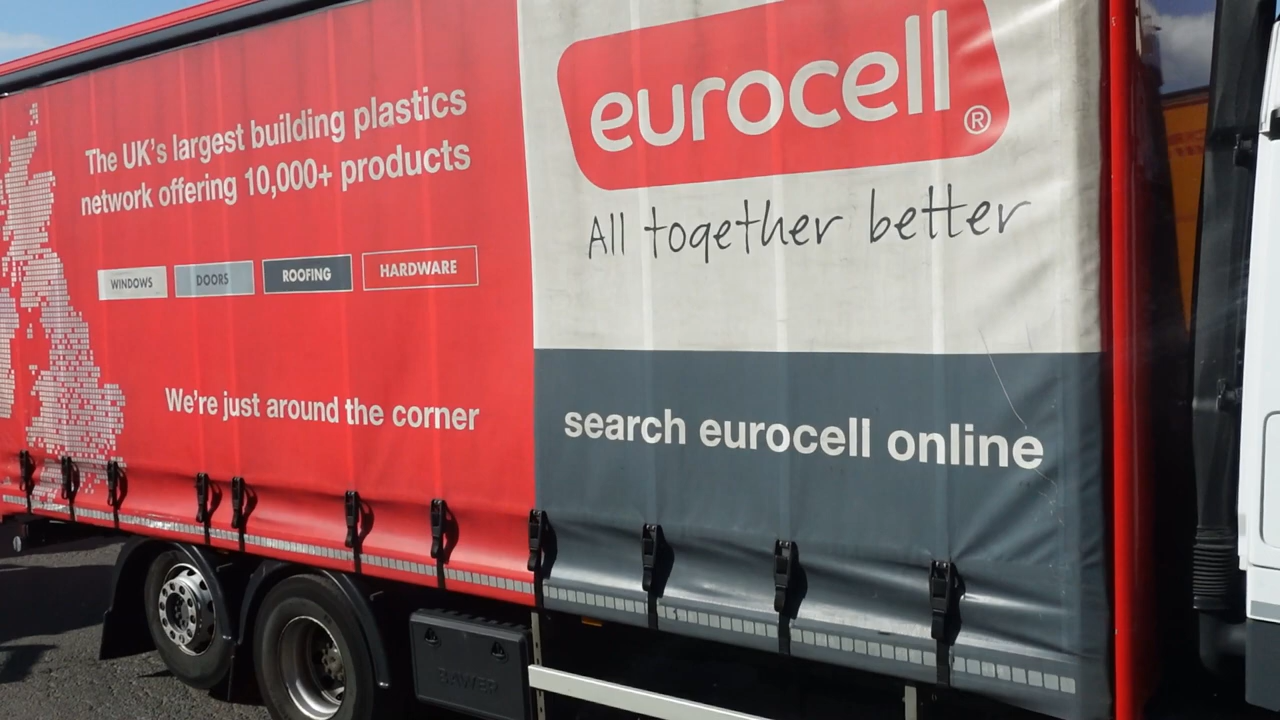 The UK's largest building plastics
network offering 10,000+ products
WINDOWS
DOORS
ROOFING
HARDWARE
We're just around the corner
eurocell®
All together better
search eurocell online
SAWER